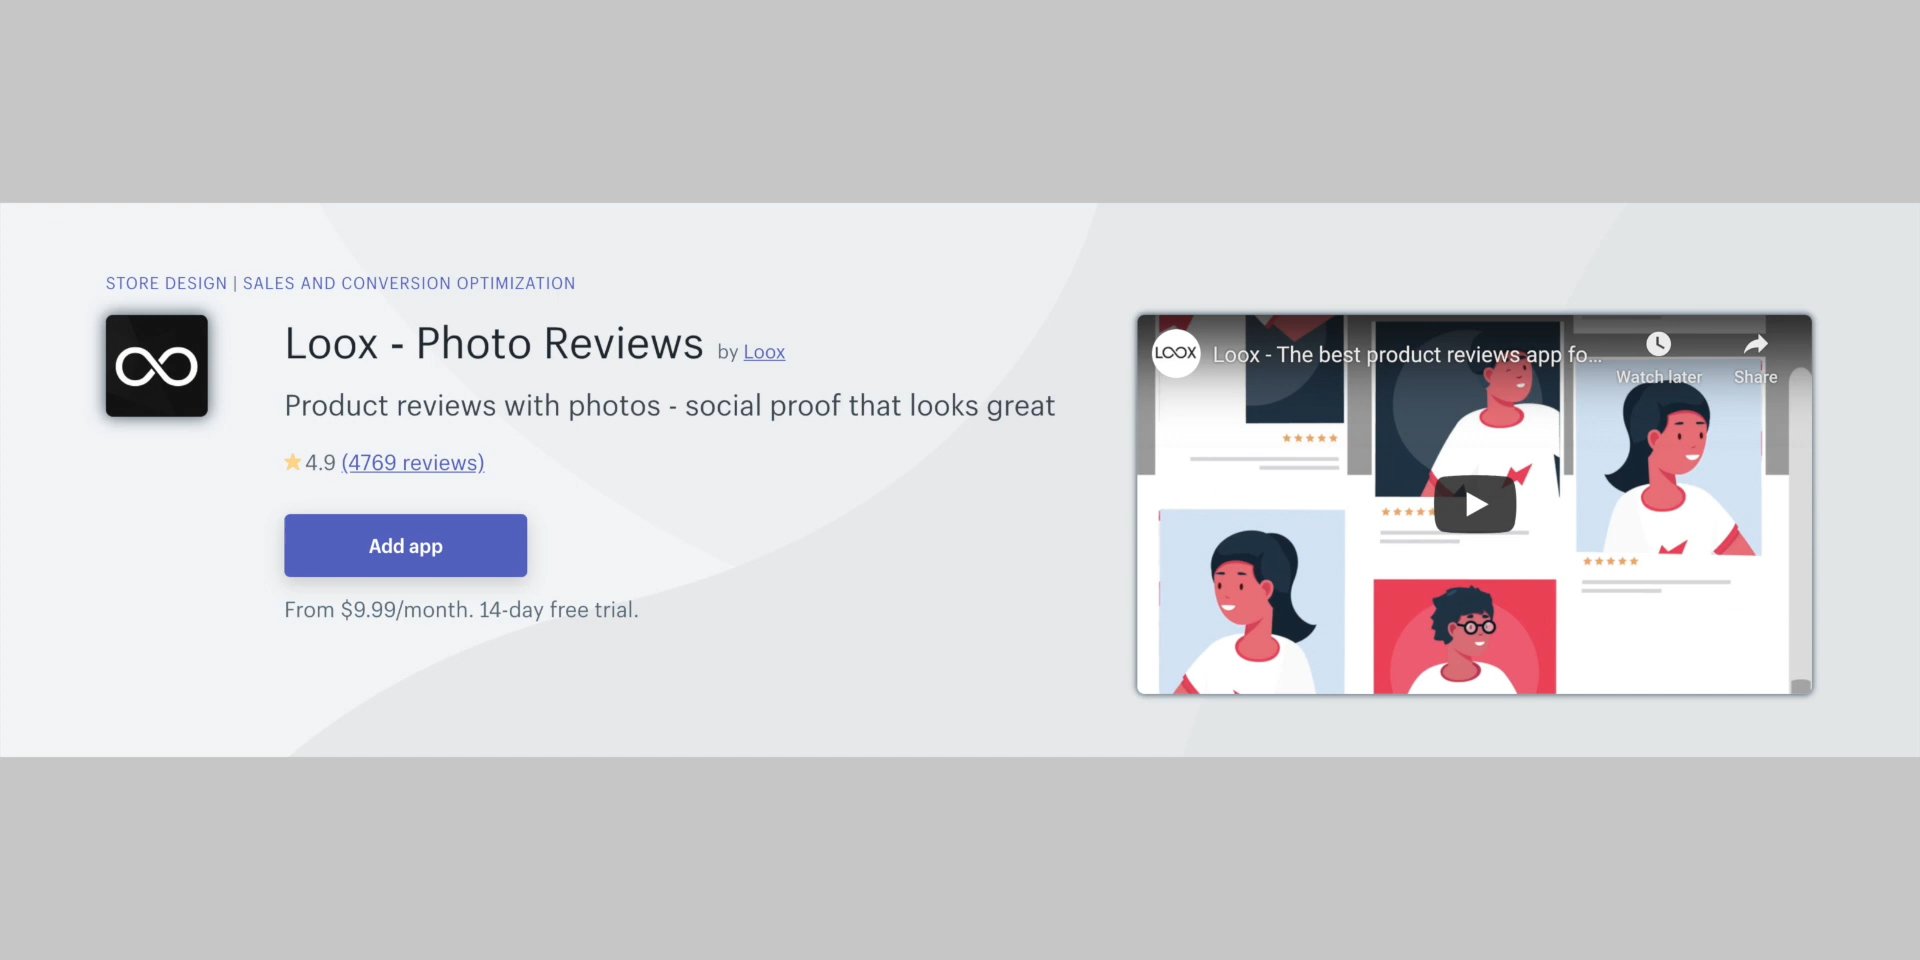 STORE DESIGN | SALES AND CONVERSION OPTIMIZATION
Loox - Photo Reviews by Loox
Product reviews with photos - social proof that looks great
4.9 (4769 reviews)
Add app
From $9.99/month. 14-day free trial.
LOOX
Loox - The best product reviews app fo...
Watch later
Share